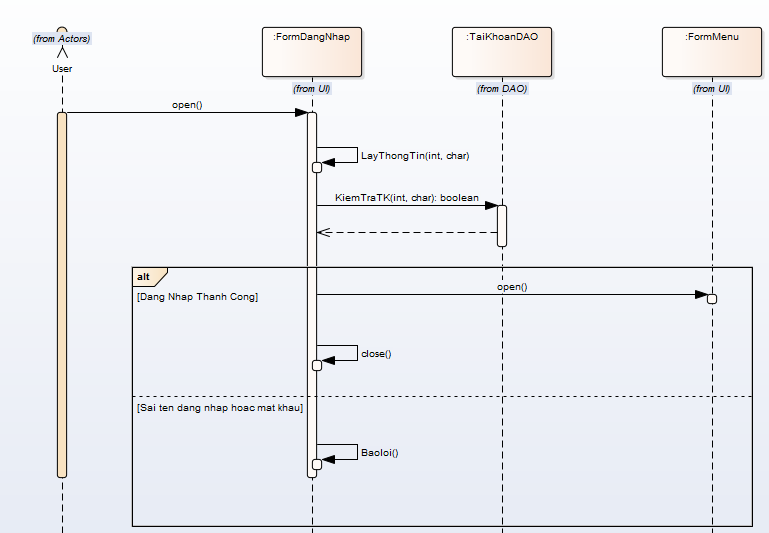 (from Actors)
User
:FormDangNhap
(from UI)
:TaiKhoanDAO
(from DAO)
:FormMenu
(from UI)
open()
LayThongTin(int, char)
KiemTraTK(int, char): boolean
alt
[Dang Nhap Thanh Cong]
open()
close()
[Sai ten dang nhap hoac mat khau]
Baoloi()